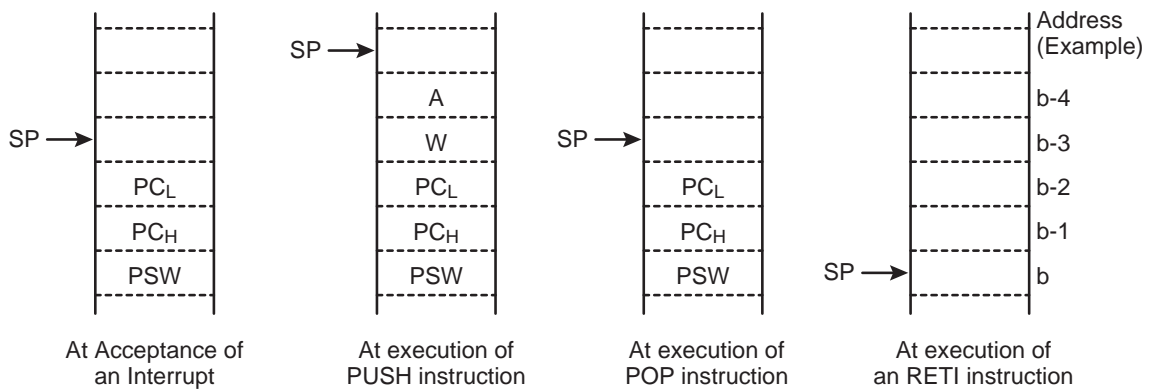 Address
(Example)
SP
A
b-4
SP
W
SP
b-3
PCL
PCL
PCL
b-2
PCH
PCH
PCH
b-1
PSW
PSW
PSW
SP
b
At Acceptance of
an Interrupt
At execution of
PUSH instruction
At execution of
POP instruction
At execution of
an RETI instruction